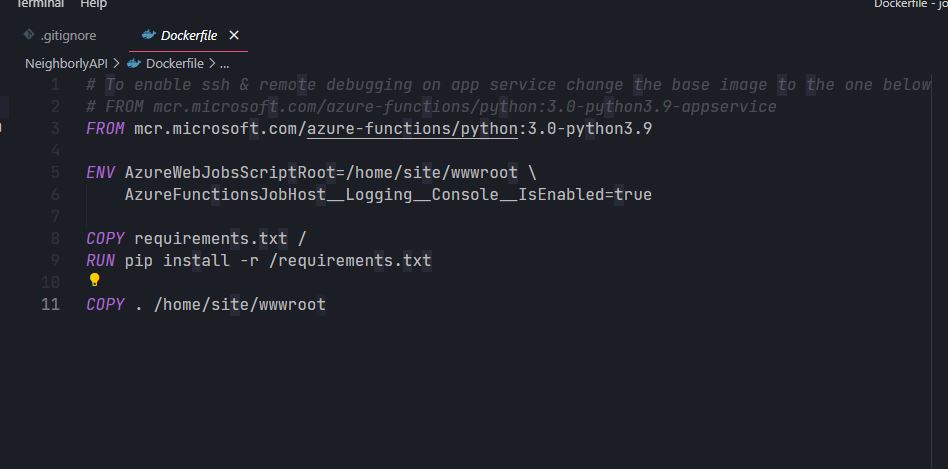 Terminal Help
Dockerfile - jo
.gitignore
Dockerfile
NeighborlyAPI > Dockerfile > ...
1 # To enable ssh & remote debugging on app service change the base image to the one below
2 # FROM mcr.microsoft.com/azure-functions/python:3.0-python3.9-appservice
3 FROM mcr.microsoft.com/azure-functions/python:3.0-python3.9
4
5 ENV AzureWebJobsScriptRoot=/home/site/wwwroot \
6 AzureFunctionsJobHost__Logging__Console__IsEnabled=true
7
8 COPY requirements.txt /
9 RUN pip install -r /requirements.txt
10
11 COPY . /home/site/wwwroot